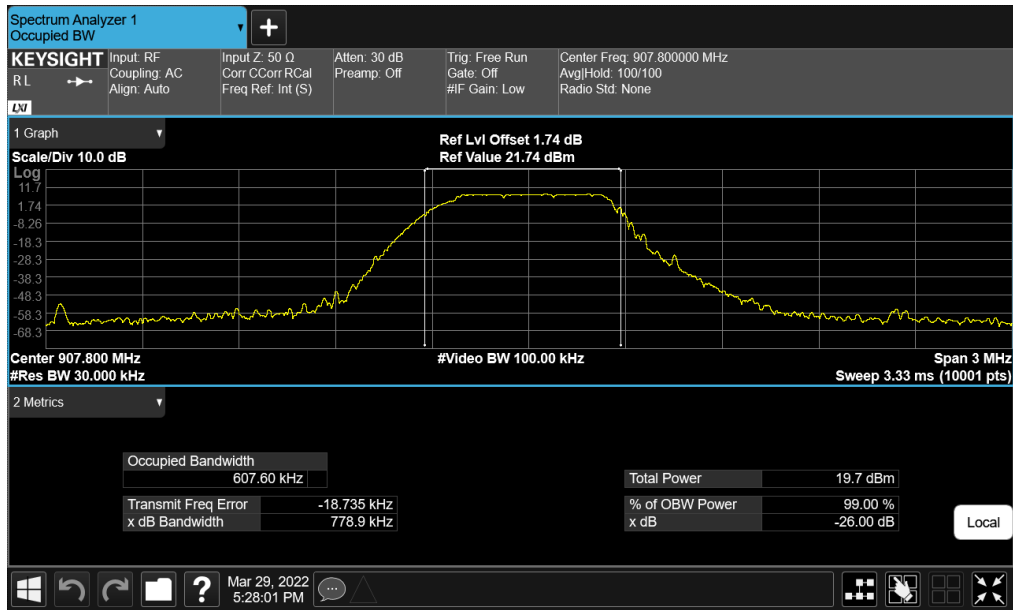 Spectrum Analyzer 1
Occupied BW
KEYSIGHT
R L
LXI
Input: RF
Coupling: AC
Align: Auto
Input Z: 50 Ω
Corr CCorr RCal
Freq Ref: Int (S)
Atten: 30 dB
Preamp: Off
Trig: Free Run
Gate: Off
#IF Gain: Low
Center Freq: 907.800000 MHz
Avg|Hold: 100/100
Radio Std: None
1 Graph
Scale/Div 10.0 dB
Ref Lvl Offset 1.74 dB
Ref Value 21.74 dBm
Log
11.7
1.74
-8.26
-18.3
-28.3
-38.3
-48.3
-58.3
-68.3
Center 907.800 MHz
#Res BW 30.000 kHz
#Video BW 100.00 kHz
Span 3 MHz
Sweep 3.33 ms (10001 pts)
2 Metrics
Occupied Bandwidth
607.60 kHz
Transmit Freq Error -18.735 kHz
x dB Bandwidth 778.9 kHz
Total Power 19.7 dBm
% of OBW Power 99.00 %
x dB -26.00 dB
Local
Mar 29, 2022
5:28:01 PM